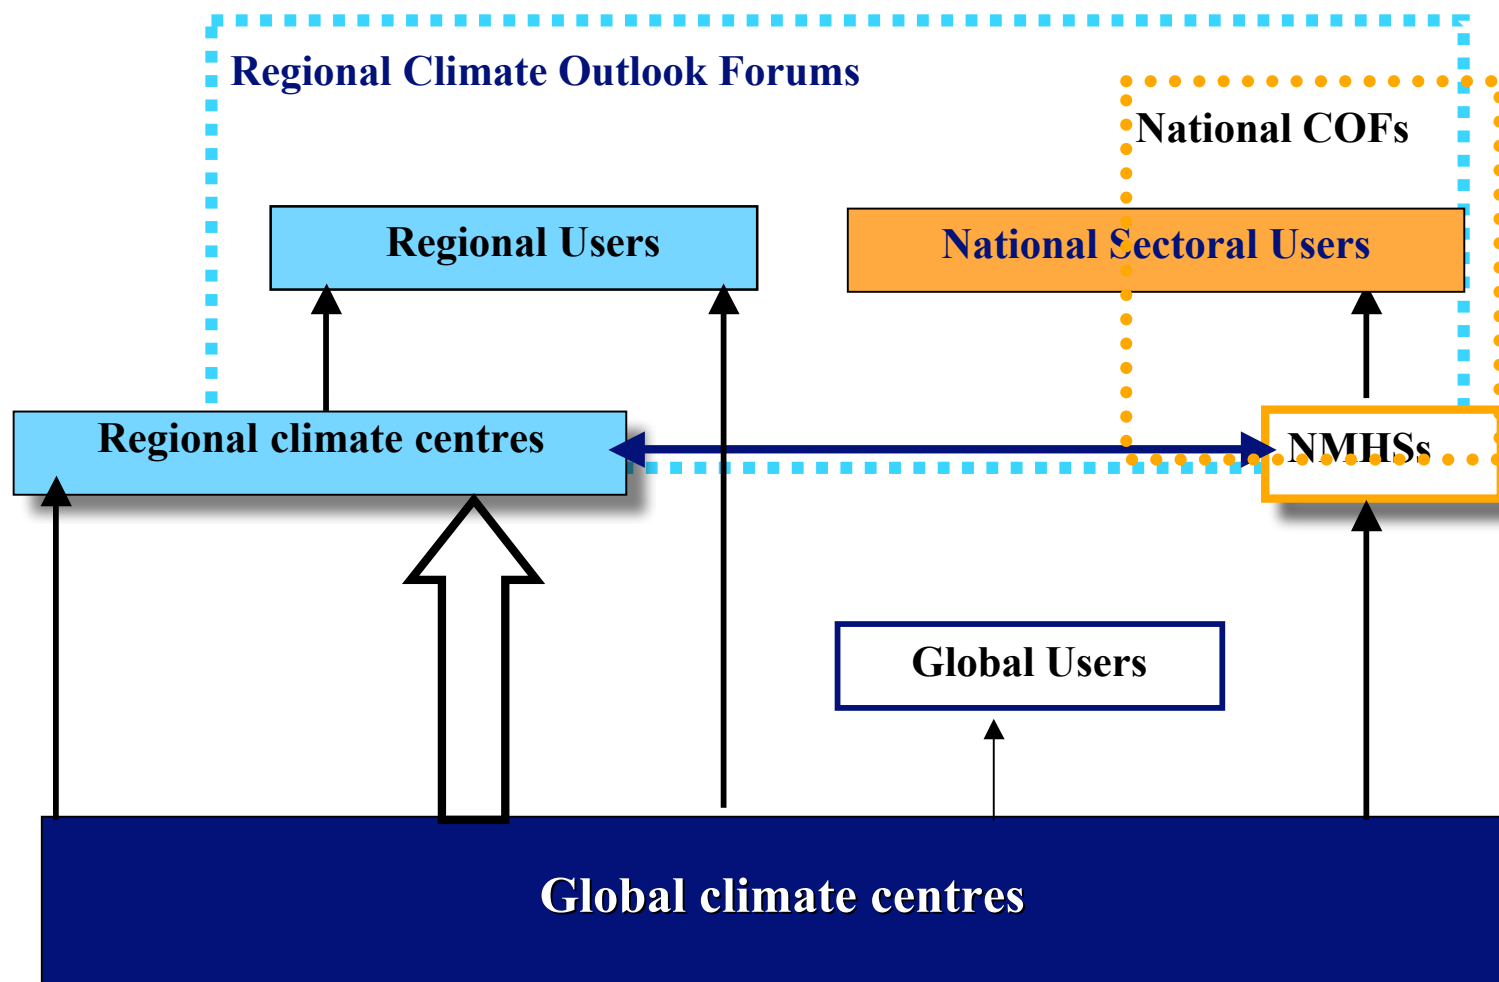 Regional Climate Outlook Forums
National COFs
Regional Users
National Sectoral Users
Regional climate centres
NMHSs
Global Users
Global climate centres